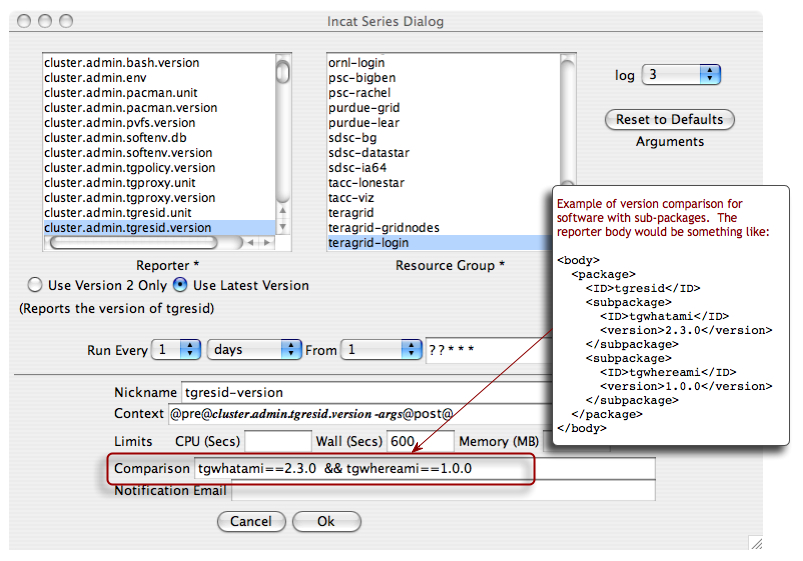 Incat Series Dialog
cluster.admin.bash.version
cluster.admin.env
cluster.admin.pacman.unit
cluster.admin.pacman.version
cluster.admin.pvfs.version
cluster.admin.softenv.db
cluster.admin.softenv.version
cluster.admin.tgpolicy.version
cluster.admin.tgproxy.unit
cluster.admin.tgproxy.version
cluster.admin.tgresid.unit
cluster.admin.tgresid.version
Reporter *
ornl-login
psc-bigben
psc-rachel
purdue-grid
purdue-lear
sdsc-bg
sdsc-datastar
sdsc-ia64
tacc-lonestar
tacc-viz
teragrid
teragrid-gridnodes
teragrid-login
Resource Group *
log 3
Reset to Defaults
Arguments
Use Version 2 Only Use Latest Version
(Reports the version of tgresid)
Run Every 1 days From 1 ??***
Nickname tgresid-version
Context @pre@cluster.admin.tgresid.version -args@post@
Limits CPU (Secs) Wall (Secs) 600 Memory (MB)
Comparison tgwhatami==2.3.0 && tgwhereami==1.0.0
Notification Email
Cancel Ok
Example of version comparison for
software with sub-packages. The
reporter body would be something like:
<body>
<package>
<ID>tgresid</ID>
<subpackage>
<ID>tgwhatami</ID>
<version>2.3.0</version>
</subpackage>
<subpackage>
<ID>tgwhereami</ID>
<version>1.0.0</version>
</subpackage>
</package>
</body>